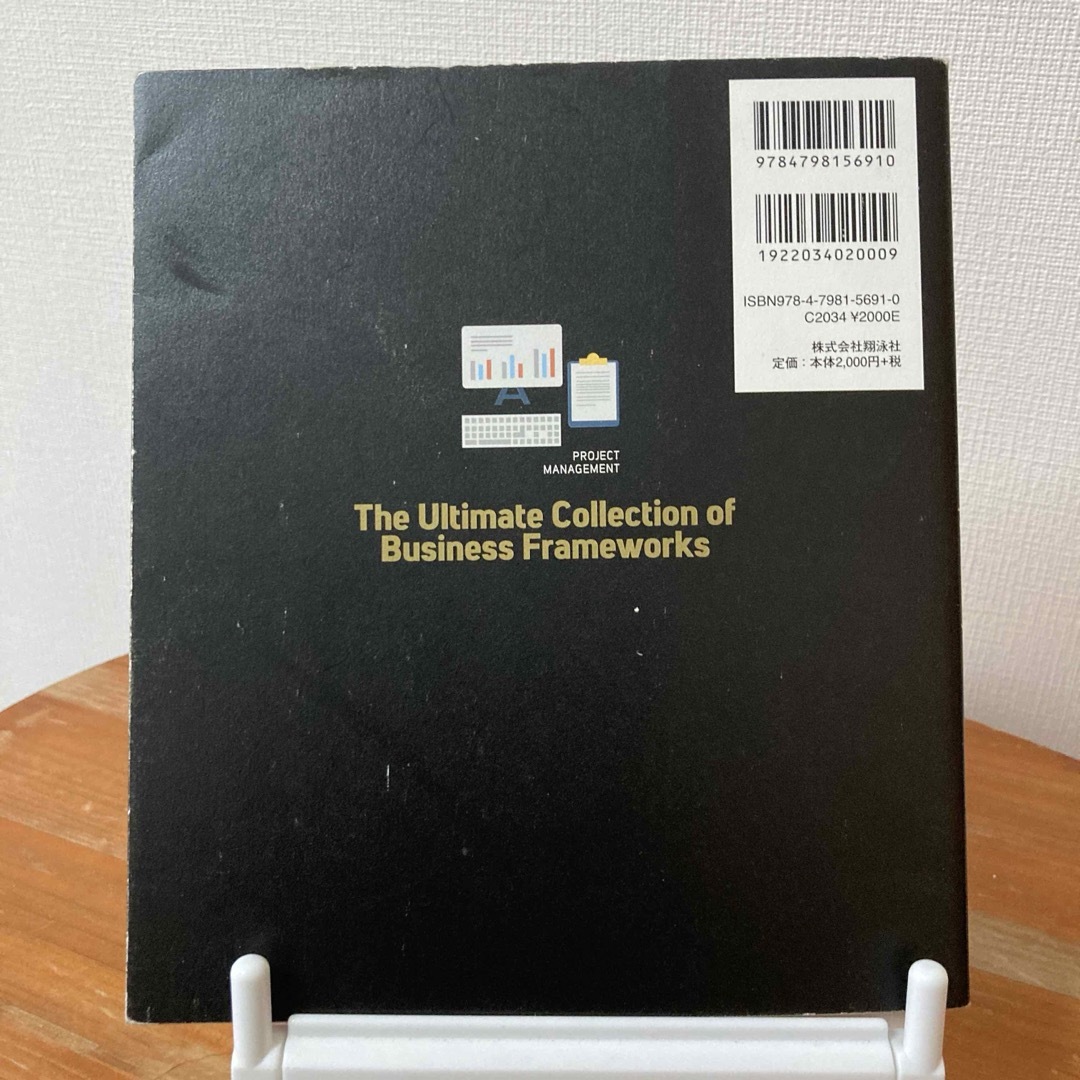 9784798156910
1922034020009
ISBN978-4-7981-5691-0
C2034 ¥2000E
株式会社翔泳社
定価：本体2,000円+税
PROJECT
MANAGEMENT
The Ultimate Collection of
Business Frameworks